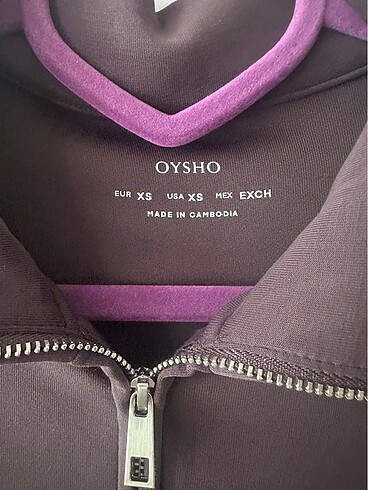 OYSHO
EUR XS USA XS MEX EXCH
MADE IN CAMBODIA